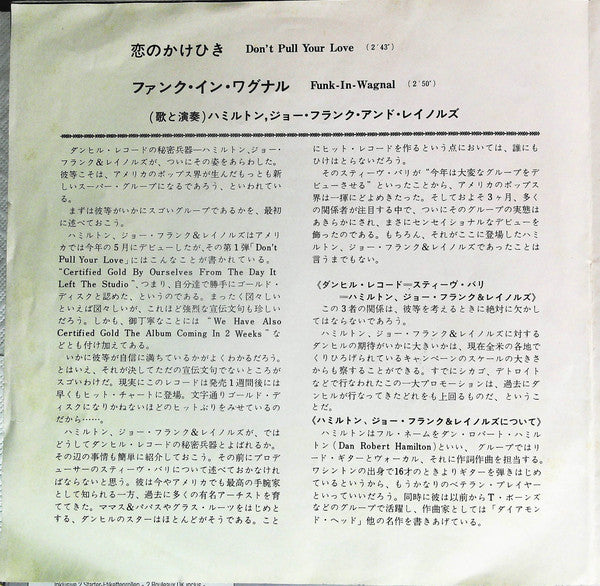 恋のかけひき Don't Pull Your Love (2′43″)
ファンク・イン・ワグナル Funk-In-Wagnal (2′50″)
(歌と演奏)ハミルトン,ジョー・フランク・アンド・レイノルズ
ダンヒル・レコードの秘密兵器—ハミルトン、ジョー・
フランク&レイノルズが、ついにその姿をあらわした。
彼等こそは、アメリカのポップス界が生んだもっとも新
しいスーパー・グループになるであろう、といわれてい
る。
まずは彼等がいかにスゴいグループであるかを、最初
に述べておこう。
ハミルトン、ジョー・フランク&レイノルズはアメリ
カでは今年の5月にデビューしたが、その第1弾「Don't
Pull Your Love」にはこんなことが書かれている。
"Certified Gold By Ourselves From The Day It
Left The Studio"、つまり、自分達で勝手にゴールド・
ディスクと認めた、というのである。まったく図々しい
といえば図々しいが、これほど強烈な宣伝文句も珍しい
だろう。しかも、御丁寧なことには "We Have Also
Certified Gold The Album Coming In 2 Weeks" な
どとも付け加えてある。
いかに彼等が自信に満ちているかがよくわかるだろう。
とはいえ、それが決してただの宣伝文句でないところが
スゴいわけだ。現実にこのレコードは発売1週間後には
早くもヒット・チャートに登場。文字通りゴールド・デ
ィスクになりかねないほどのヒットぶりをみせているの
だから……。
ハミルトン、ジョー・フランク&レイノルズが、では
どうしてダンヒル・レコードの秘密兵器とよばれるか。
その辺の事情も簡単に紹介しておこう。その前にプロデ
ューサーのスティーヴ・バリについて述べておかなけれ
ばならないと思う。彼は今やアメリカでも最高の手腕家
として知られる一方、過去に多くの有名アーチストを育
ててきた。ママス&パパスやグラス・ルーツをはじめと
する、ダンヒルのスターはほとんどがそうである。こと
にヒット・レコードを作るという点においては、誰にも
ひけはとらないだろう。
そのスティーヴ・バリが"今年は大変なグループをデ
ビューさせる"といったことから、アメリカのポップス
界は一挥にどよめきたった。そしておよそ3ヶ月、多く
の関係者が注目する中で、ついにそのグループの実態は
あきらかにされ、まさにセンセイショナルなデビューを
飾ったのである。もちろん、それがここに登場したハミ
ルトン、ジョー・フランク&レイノルズであったことは
言うまでもない。
《ダンヒル・レコード=スティーヴ・バリ
=ハミルトン、ジョー・フランク&レイノルズ》
この3者の関係は、彼等を考えるときに絶対に欠かし
てはならないであろう。
ハミルトン、ジョー・フランク&レイノルズに対する
ダンヒルの期待がいかに大きいかは、現在全米の各地で
くりひろげられているキャンペーンのスケールの大きさ
からも察することができる。すでにシカゴ、デトロイト
などで行なわれたこの一大プロモーションは、過去にダ
ンヒルが行なってきたどれをも上回るものだ、というこ
とだ。
《ハミルトン、ジョー・フランク&レイノルズについて》
ハミルトンはフル・ネームをダン・ロバート・ハミル
トン(Dan Robert Hamilton)といい、グループではリ
ード・ギターとヴォーカル、それに作詞作曲を担当する。
ワシントンの出身で16才のときよりギターを弾きはじめ
ているというから、もうかなりのベテラン・プレイヤー
といっていいだろう。同時に彼は以前からT・ボーンズ
などのグループで活躍し、作曲家としては「ダイアモン
ド・ヘッド」他の名作を書きあげている。